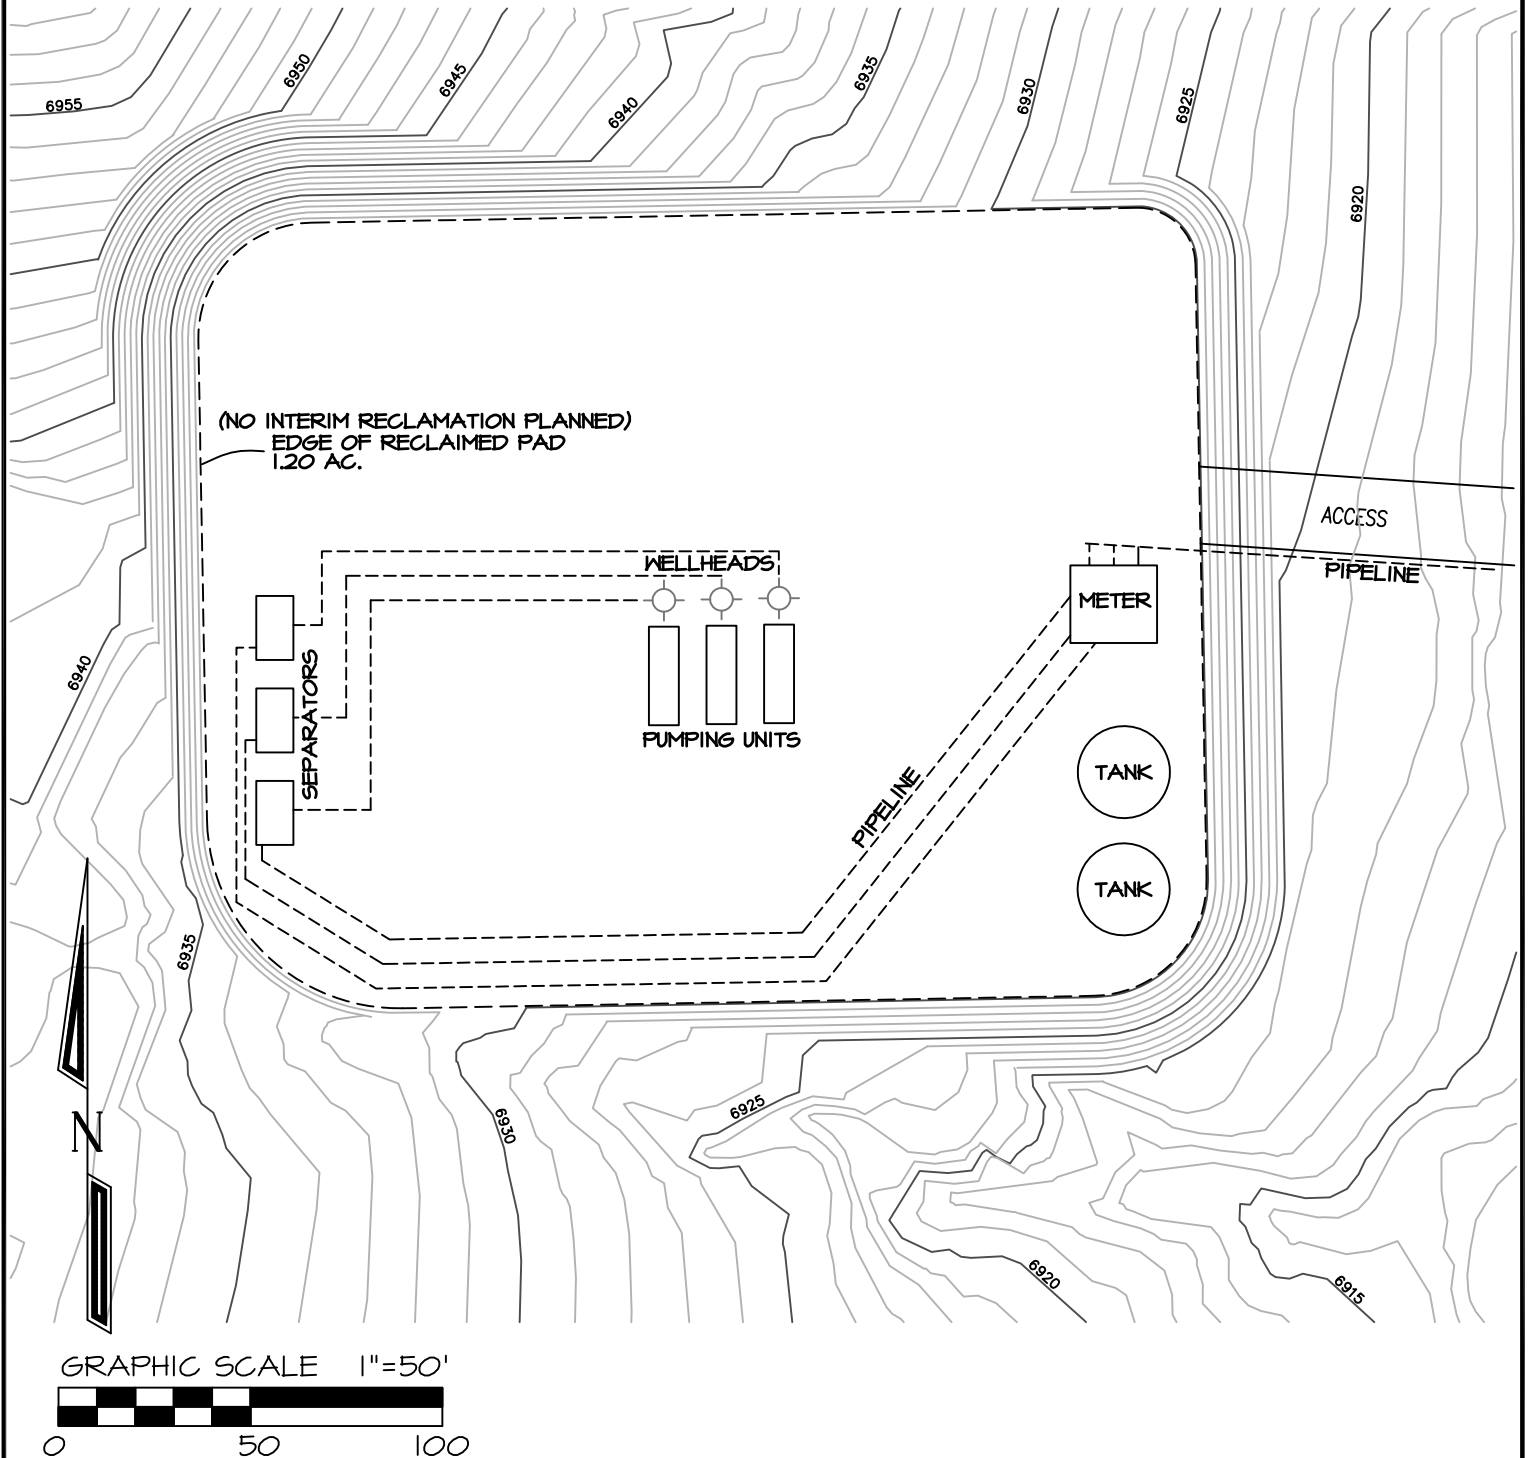 6955
6950
6945
6940
6935
6930
6925
6920
(NO INTERIM RECLAMATION PLANNED)
EDGE OF RECLAIMED PAD
1.20 AC.
ACCESS
PIPELINE
WELLHEADS
METER
SEPARATORS
6940
PUMPING UNITS
TANK
PIPELINE
TANK
6935
6930
6925
N
6920
6915
GRAPHIC SCALE 1"=50'
0 50 100